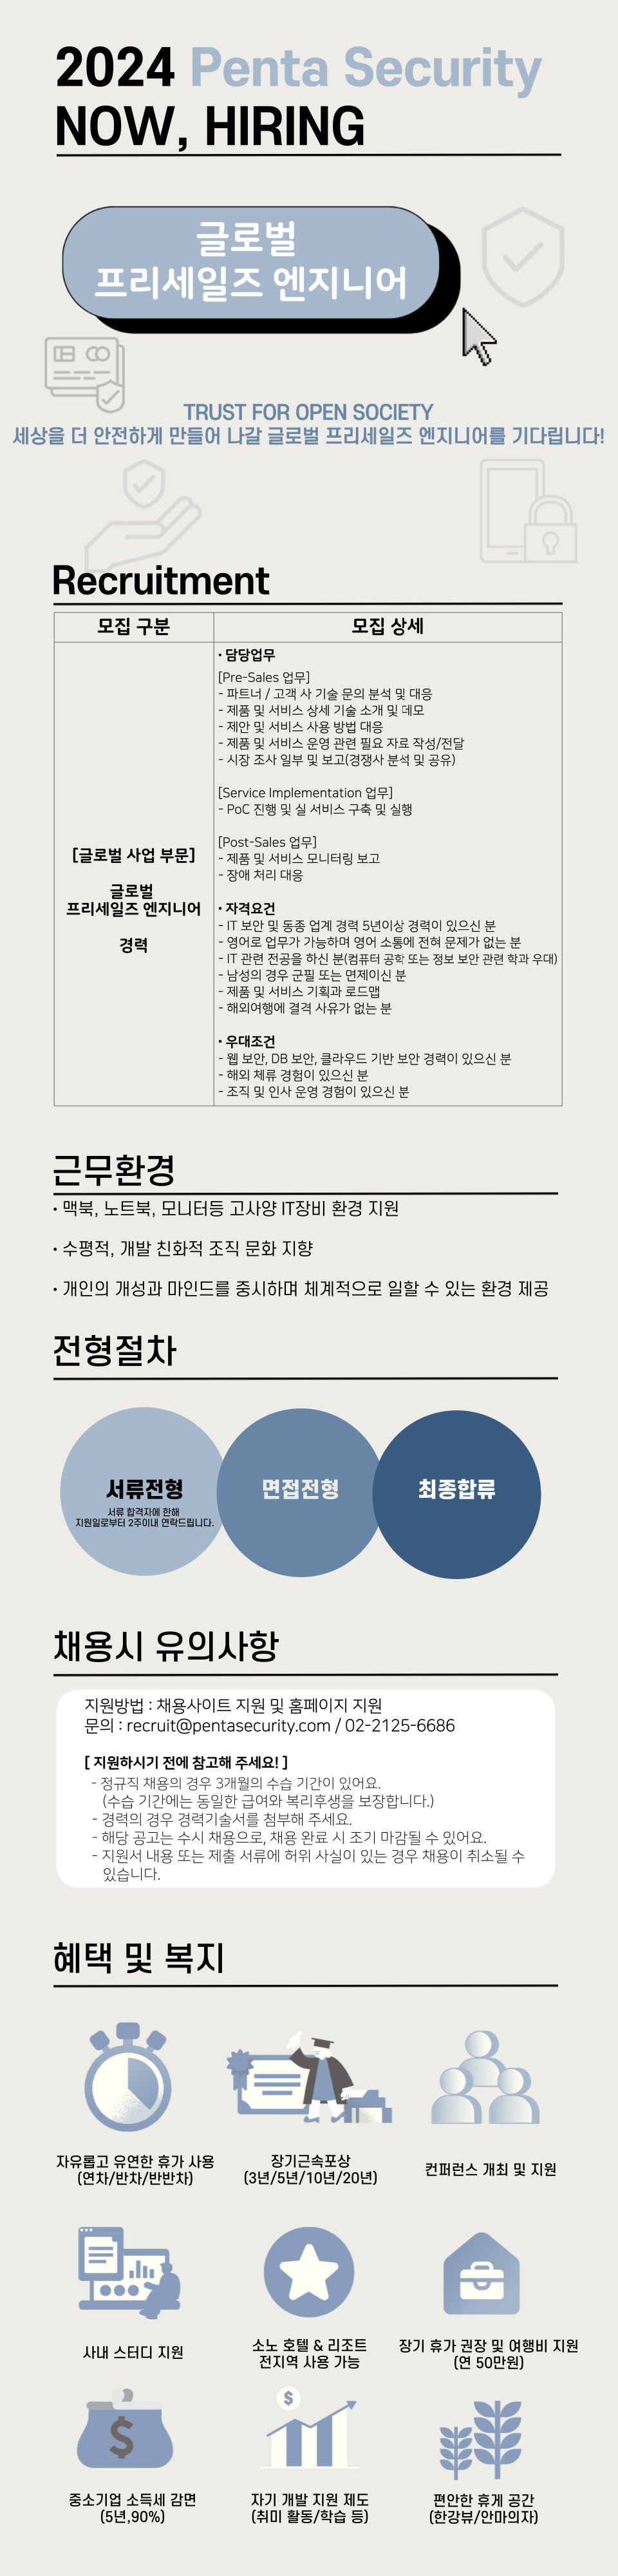 2024 Penta Security
NOW, HIRING
글로벌
프리세일즈 엔지니어
TRUST FOR OPEN SOCIETY
세상을 더 안전하게 만들어 나갈 글로벌 프리세일즈 엔지니어를 기다립니다!
Recruitment
모집 구분
모집 상세
[글로벌 사업 부문]
글로벌
프리세일즈 엔지니어
경력
• 담당업무
[Pre-Sales 업무]
- 파트너 / 고객 사 기술 문의 분석 및 대응
- 제품 및 서비스 상세 기술 소개 및 데모
- 제안 및 서비스 사용 방법 대응
- 제품 및 서비스 운영 관련 필요 자료 작성/전달
- 시장 조사 일부 및 보고(경쟁사 분석 및 공유)
[Service Implementation 업무]
- PoC 진행 및 실 서비스 구축 및 실행
[Post-Sales 업무]
- 제품 및 서비스 모니터링 보고
- 장애 처리 대응
• 자격요건
- IT 보안 및 동종 업계 경력 5년이상 경력이 있으신 분
- 영어로 업무가 가능하며 영어 소통에 전혀 문제가 없는 분
- IT 관련 전공을 하신 분(컴퓨터 공학 또는 정보 보안 관련 학과 우대)
- 남성의 경우 군필 또는 면제이신 분
- 제품 및 서비스 기획과 로드맵
- 해외여행에 결격 사유가 없는 분
• 우대조건
- 웹 보안, DB 보안, 클라우드 기반 보안 경력이 있으신 분
- 해외 체류 경험이 있으신 분
- 조직 및 인사 운영 경험이 있으신 분
근무환경
• 맥북, 노트북, 모니터등 고사양 IT장비 환경 지원
• 수평적, 개발 친화적 조직 문화 지향
• 개인의 개성과 마인드를 중시하며 체계적으로 일할 수 있는 환경 제공
전형절차
서류전형
서류 합격자에 한해
지원일로부터 2주이내 연락드립니다.
면접전형
최종합류
채용시 유의사항
지원방법 : 채용사이트 지원 및 홈페이지 지원
문의 : recruit@pentasecurity.com / 02-2125-6686
[ 지원하시기 전에 참고해 주세요! ]
- 정규직 채용의 경우 3개월의 수습 기간이 있어요.
(수습 기간에는 동일한 급여와 복리후생을 보장합니다.)
- 경력의 경우 경력기술서를 첨부해 주세요.
- 해당 공고는 수시 채용으로, 채용 완료 시 조기 마감될 수 있어요.
- 지원서 내용 또는 제출 서류에 허위 사실이 있는 경우 채용이 취소될 수
있습니다.
혜택 및 복지
자유롭고 유연한 휴가 사용
(연차/반차/반반차)
장기근속포상
(3년/5년/10년/20년)
컨퍼런스 개최 및 지원
사내 스터디 지원
소노 호텔 & 리조트
전지역 사용 가능
장기 휴가 권장 및 여행비 지원
(연 50만원)
$
$
중소기업 소득세 감면
(5년,90%)
자기 개발 지원 제도
(취미 활동/학습 등)
편안한 휴게 공간
(한강뷰/안마의자)